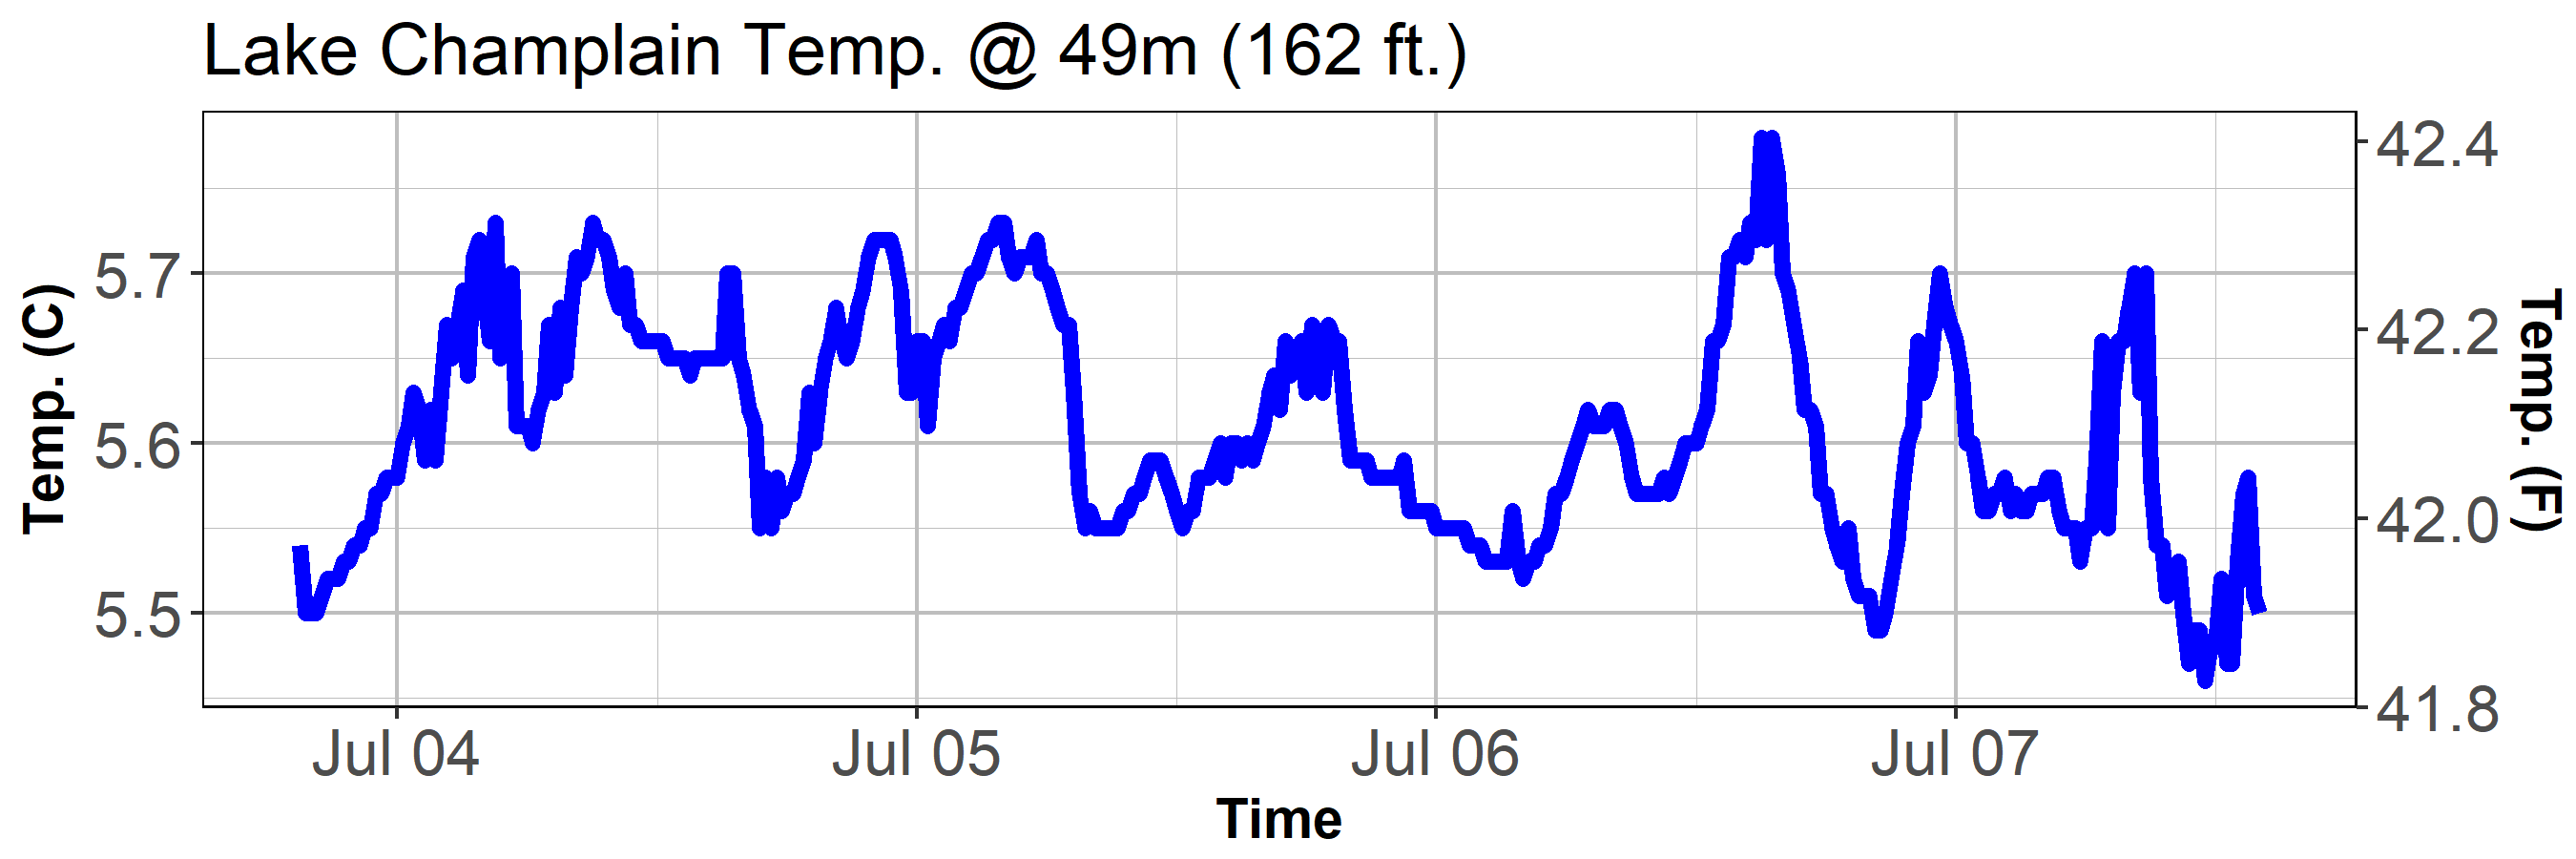 Lake Champlain Temp. @ 49m (162 ft.)
Temp. (C)
5.7
5.6
5.5
42.4
42.2
42.0
41.8
Temp. (F)
Jul 04 Jul 05 Jul 06 Jul 07
Time